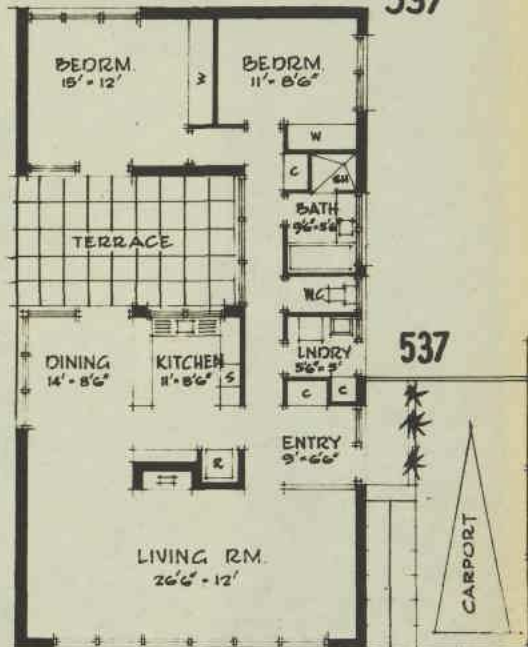 537
BEDRM.
15' × 12'
W
BEDRM.
11' × 8'6"
W
C
SH
BATH
9'6" × 5'6"
TERRACE
W.C.
DINING
14' × 8'6"
KITCHEN
11' × 8'6"
S
LNDRY
5'6" × 5'
537
C
C
ENTRY
9' × 6'6"
R
LIVING RM.
26'6" × 12'
CARPORT